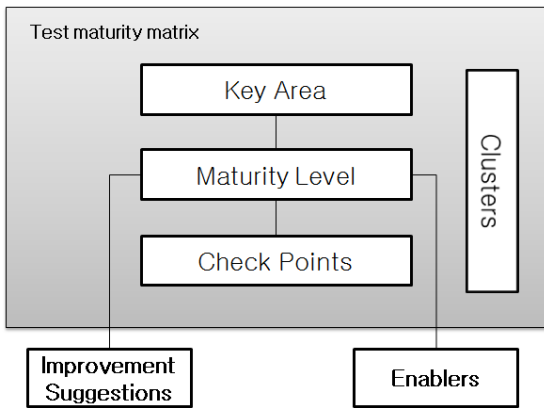 Test maturity matrix
Key Area
Maturity Level
Check Points
Clusters
Improvement
Suggestions
Enablers